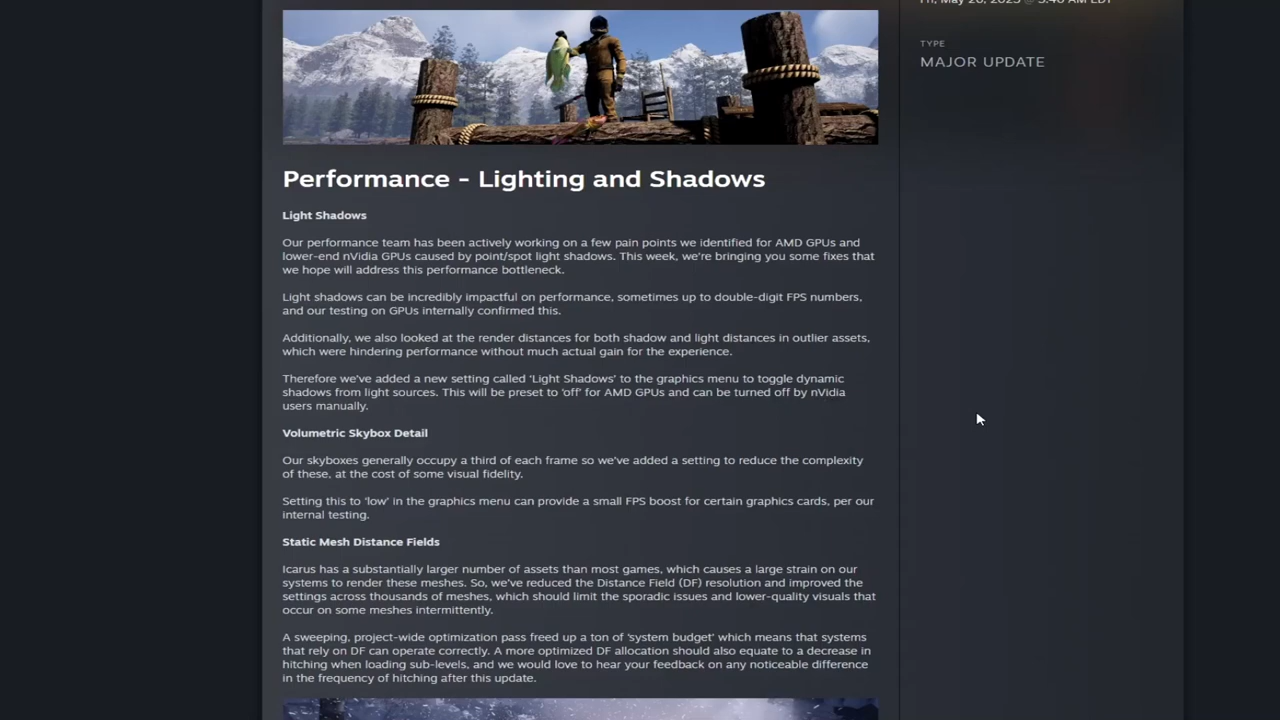 Fri, May 26, 2023 @ 3:46 AM EDT
TYPE
MAJOR UPDATE
Performance - Lighting and Shadows
Light Shadows
Our performance team has been actively working on a few pain points we identified for AMD GPUs and
lower-end nVidia GPUs caused by point/spot light shadows. This week, we're bringing you some fixes that
we hope will address this performance bottleneck.
Light shadows can be incredibly impactful on performance, sometimes up to double-digit FPS numbers,
and our testing on GPUs internally confirmed this.
Additionally, we also looked at the render distances for both shadow and light distances in outlier assets,
which were hindering performance without much actual gain for the experience.
Therefore we've added a new setting called 'Light Shadows' to the graphics menu to toggle dynamic
shadows from light sources. This will be preset to 'off' for AMD GPUs and can be turned off by nVidia
users manually.
Volumetric Skybox Detail
Our skyboxes generally occupy a third of each frame so we've added a setting to reduce the complexity
of these, at the cost of some visual fidelity.
Setting this to 'low' in the graphics menu can provide a small FPS boost for certain graphics cards, per our
internal testing.
Static Mesh Distance Fields
Icarus has a substantially larger number of assets than most games, which causes a large strain on our
systems to render these meshes. So, we've reduced the Distance Field (DF) resolution and improved the
settings across thousands of meshes, which should limit the sporadic issues and lower-quality visuals that
occur on some meshes intermittently.
A sweeping, project-wide optimization pass freed up a ton of 'system budget' which means that systems
that rely on DF can operate correctly. A more optimized DF allocation should also equate to a decrease in
hitching when loading sub-levels, and we would love to hear your feedback on any noticeable difference
in the frequency of hitching after this update.